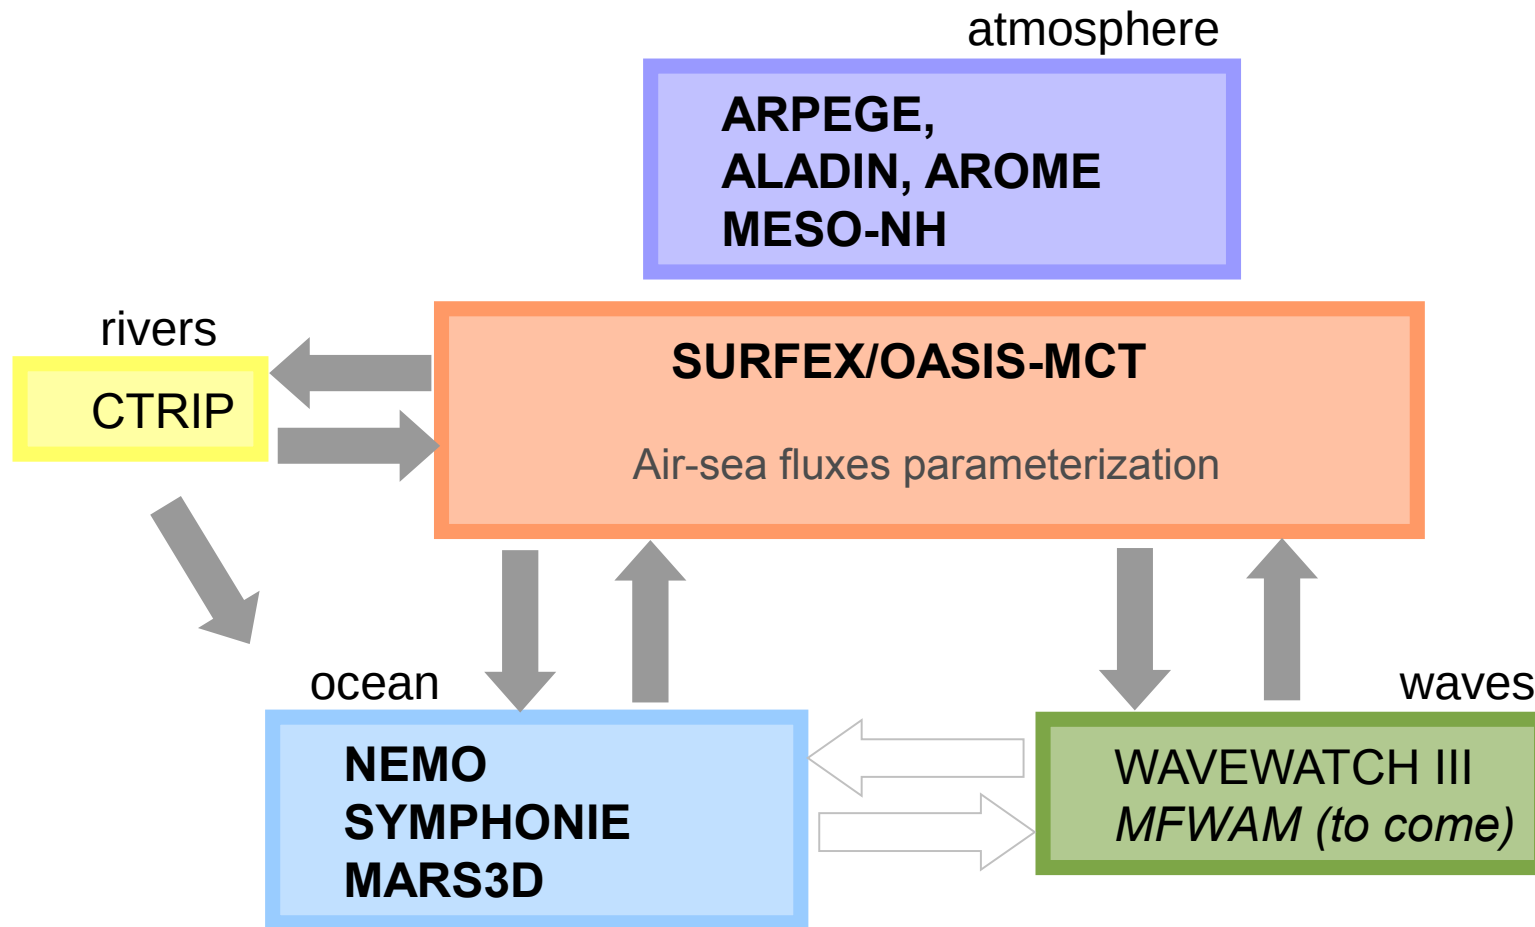 atmosphere
ARPEGE,
ALADIN, AROME
MESO-NH
rivers
CTRIP
SURFEX/OASIS-MCT
Air-sea fluxes parameterization
ocean
NEMO
SYMPHONIE
MARS3D
waves
WAVEWATCH III
MFWAM (to come)